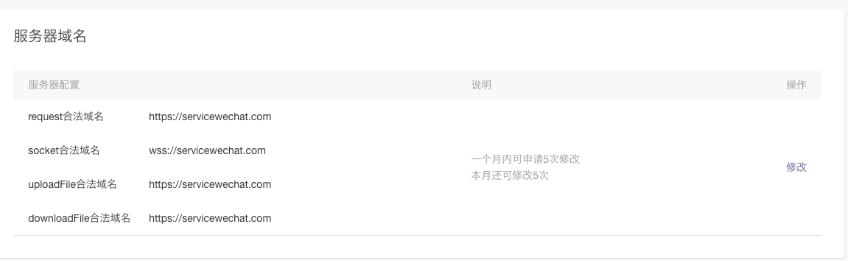 服务器域名
服务器配置 说明 操作
request合法域名 https://servicewechat.com
socket合法域名 wss://servicewechat.com
一个月内可申请5次修改
本月还可修改5次
修改
uploadFile合法域名 https://servicewechat.com
downloadFile合法域名 https://servicewechat.com